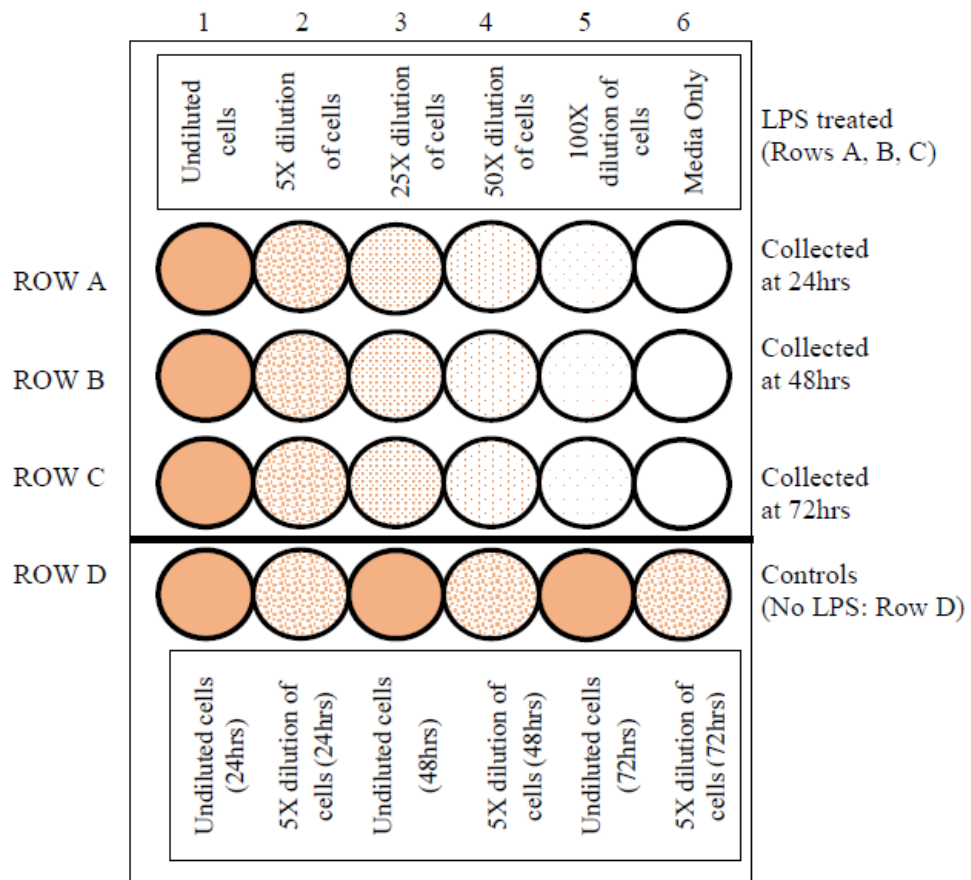 1 2 3 4 5 6
Undiluted
cells
5X dilution
of cells
25X dilution
of cells
50X dilution
of cells
100X
dilution of
cells
Media Only
LPS treated
(Rows A, B, C)
ROW A
Collected
at 24hrs
ROW B
Collected
at 48hrs
ROW C
Collected
at 72hrs
ROW D
Controls
(No LPS: Row D)
Undiluted cells
(24hrs)
5X dilution of
cells (24hrs)
Undiluted cells
(48hrs)
5X dilution of
cells (48hrs)
Undiluted cells
(72hrs)
5X dilution of
cells (72hrs